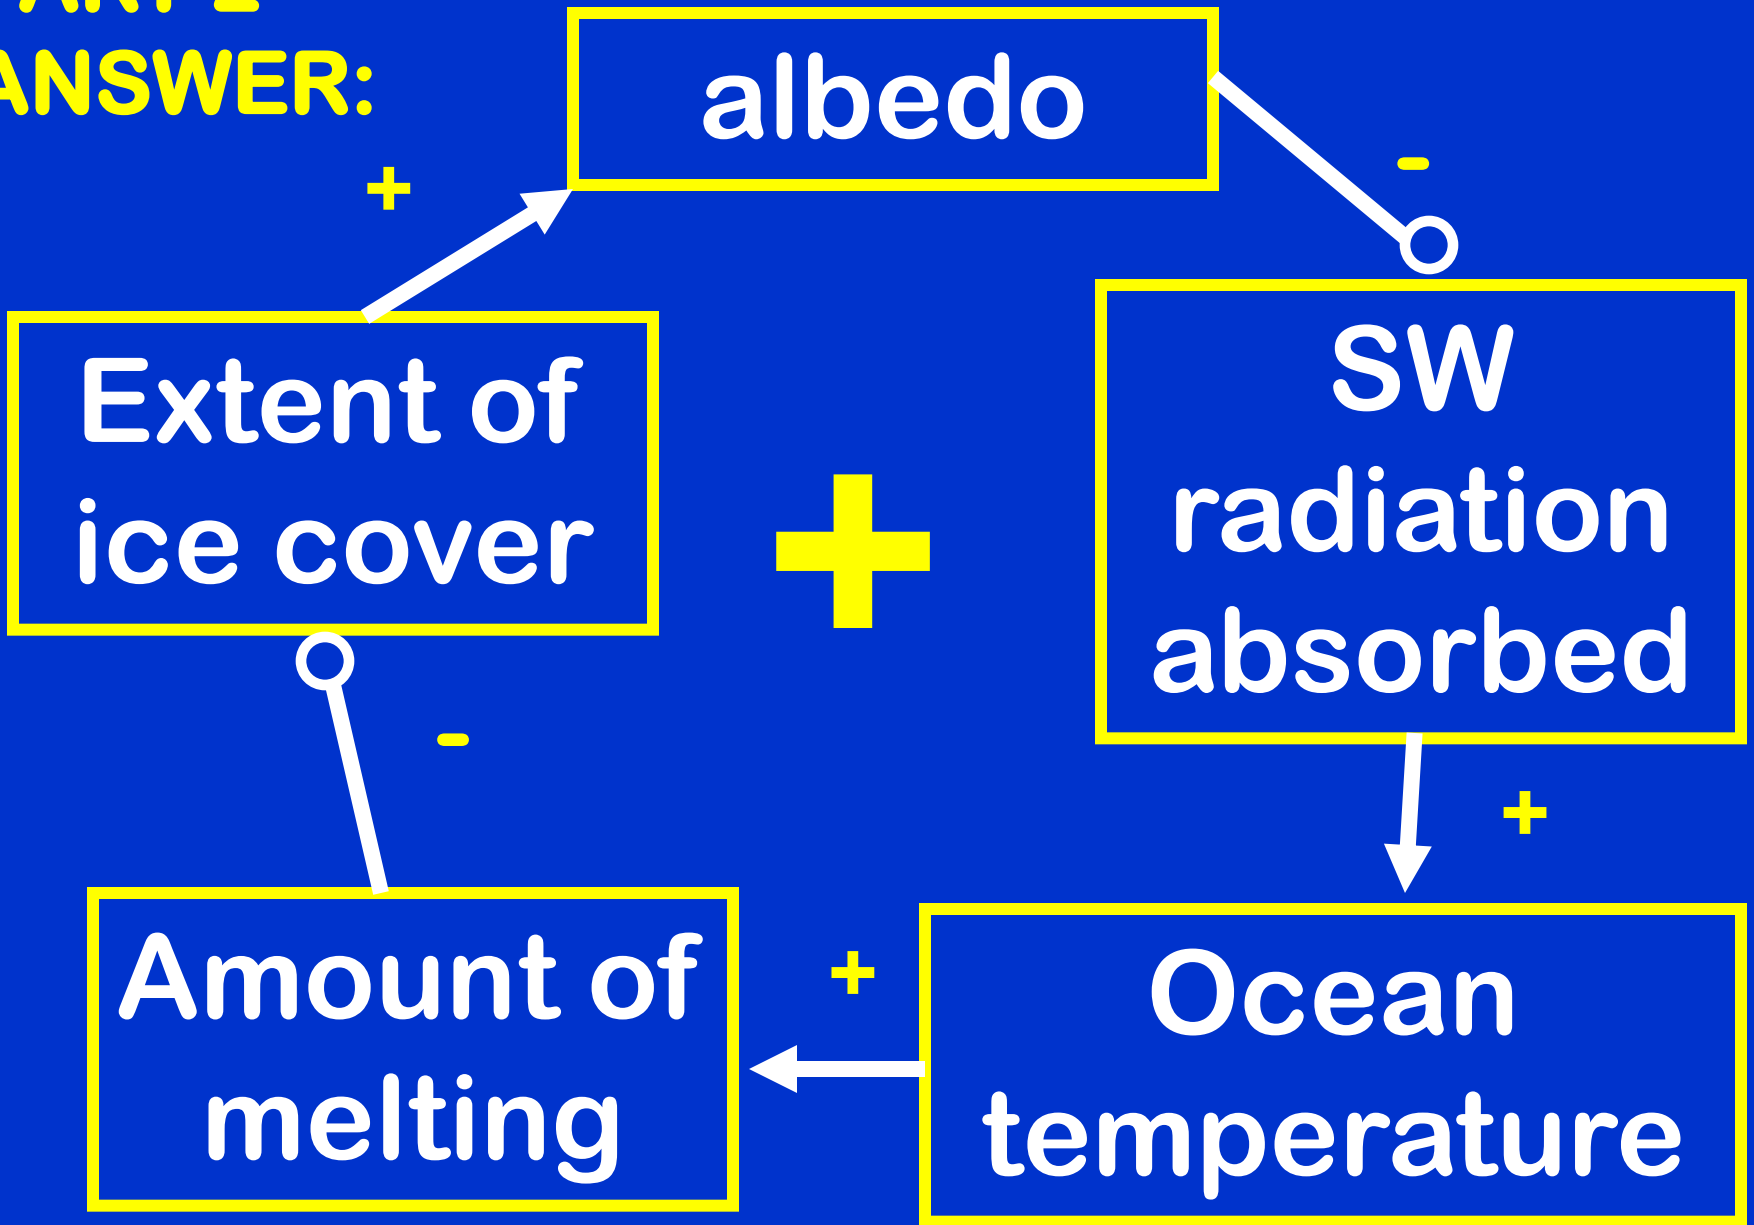 ANSWER:
albedo
+
-
Extent of
ice cover
SW
radiation
absorbed
+
-
+
Amount of
melting
+
Ocean
temperature